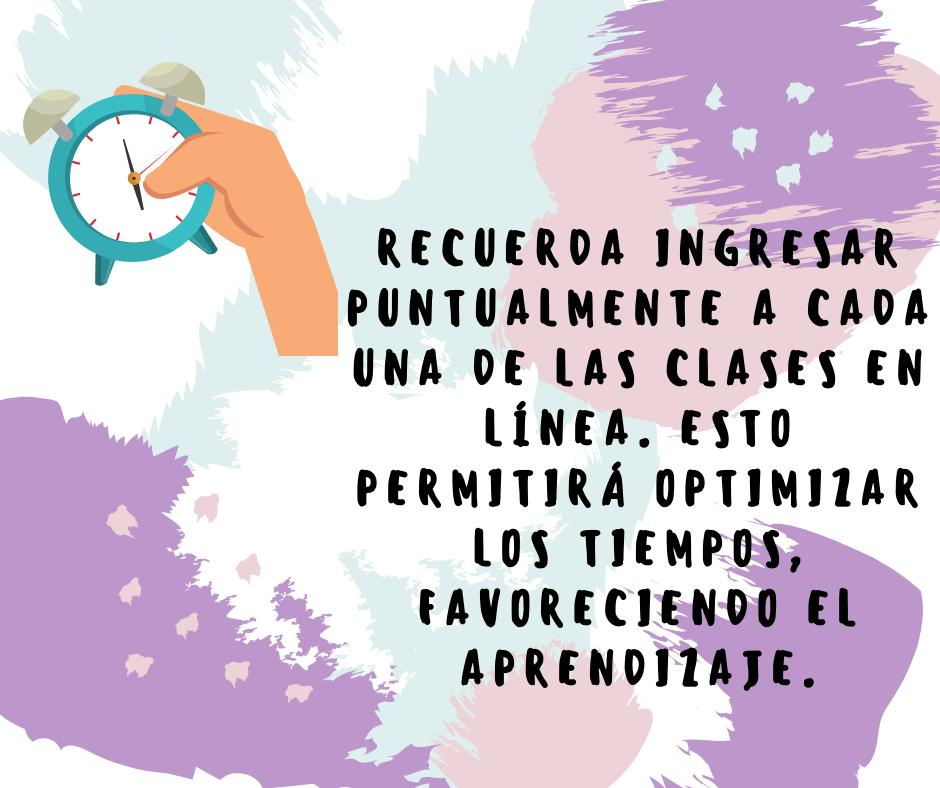 RECUERDA INGRESAR
PUNTUALMENTE A CADA
UNA DE LAS CLASES EN
LÍNEA. ESTO
PERMITIRÁ OPTIMIZAR
LOS TIEMPOS,
FAVORECIENDO EL
APRENDIZAJE.